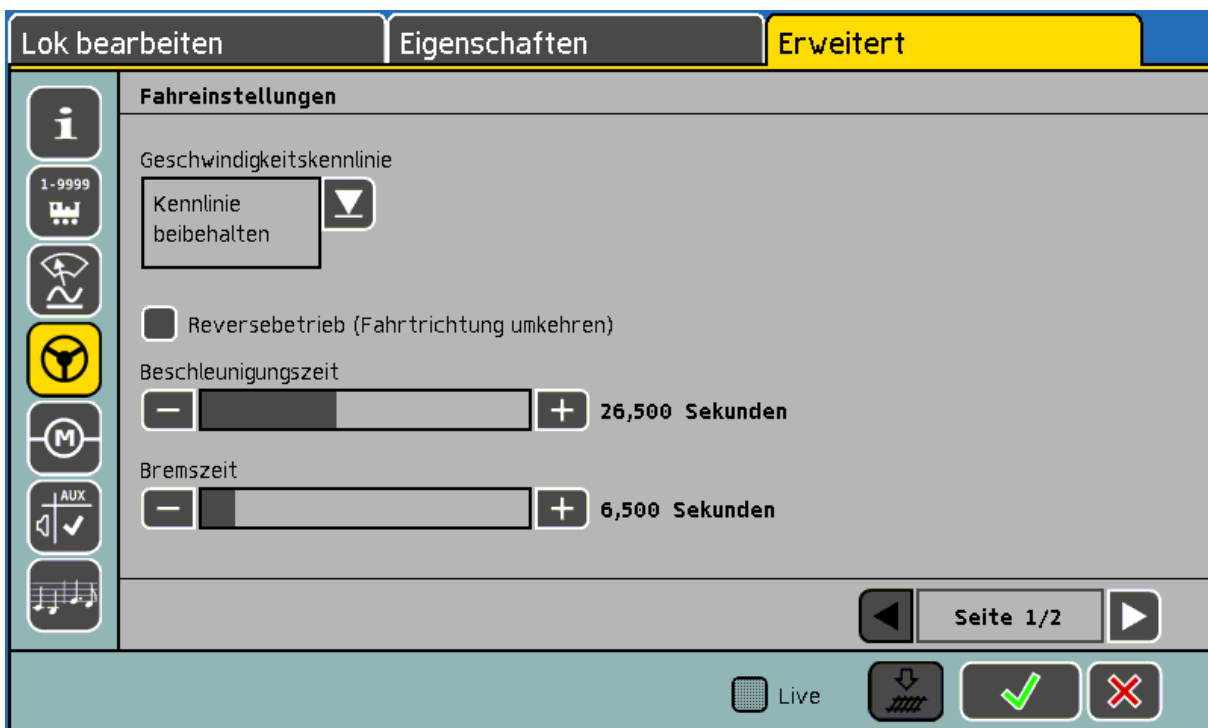 Lok bearbeiten
Eigenschaften
Erweitert
Fahreinstellungen
Geschwindigkeitskennlinie
1-9999
Kennlinie
beibehalten
Reversebetrieb (Fahrtrichtung umkehren)
Beschleunigungszeit
26,500 Sekunden
M
Bremszeit
AUX
6,500 Sekunden
Seite 1/2
Live